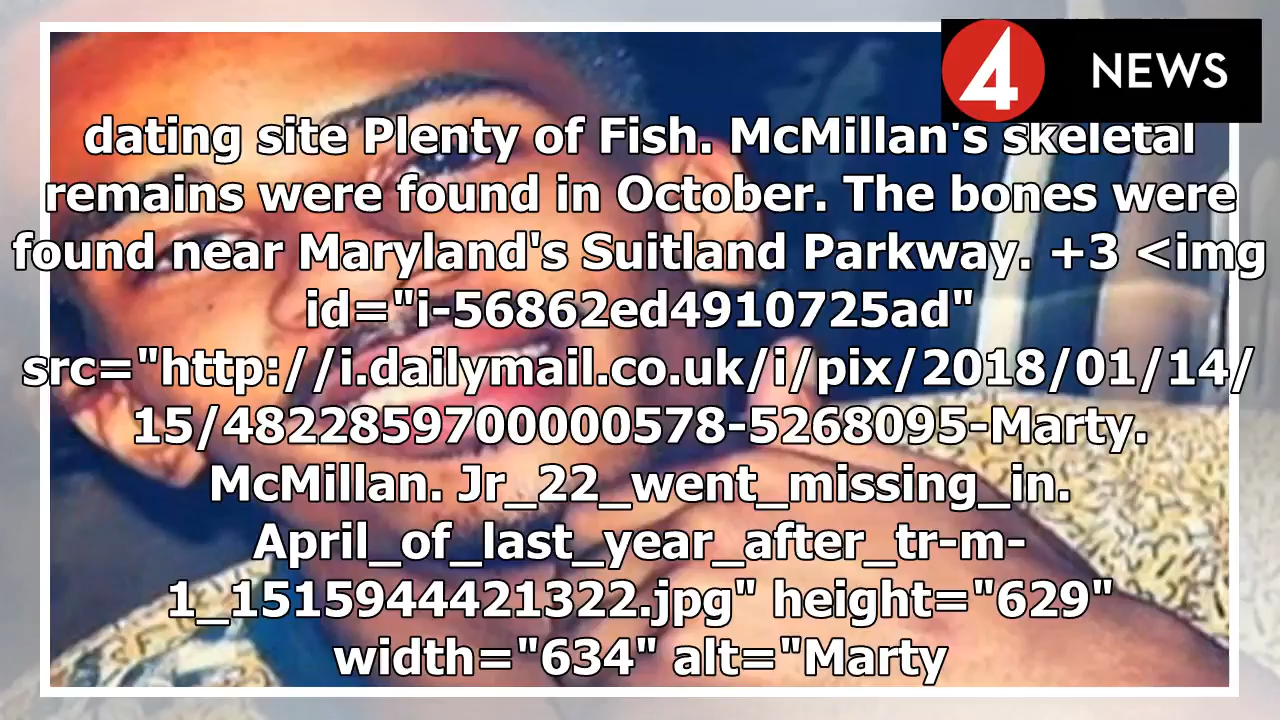 4 NEWS
dating site Plenty of Fish. McMillan's skeletal
remains were found in October. The bones were
found near Maryland's Suitland Parkway. +3 <img
id="i-56862ed4910725ad"
src="http://i.dailymail.co.uk/i/pix/2018/01/14/
15/4822859700000578-5268095-Marty.
McMillan. Jr_22_went_missing_in.
April_of_last_year_after_tr-m-
1_1515944421322.jpg" height="629"
width="634" alt="Marty